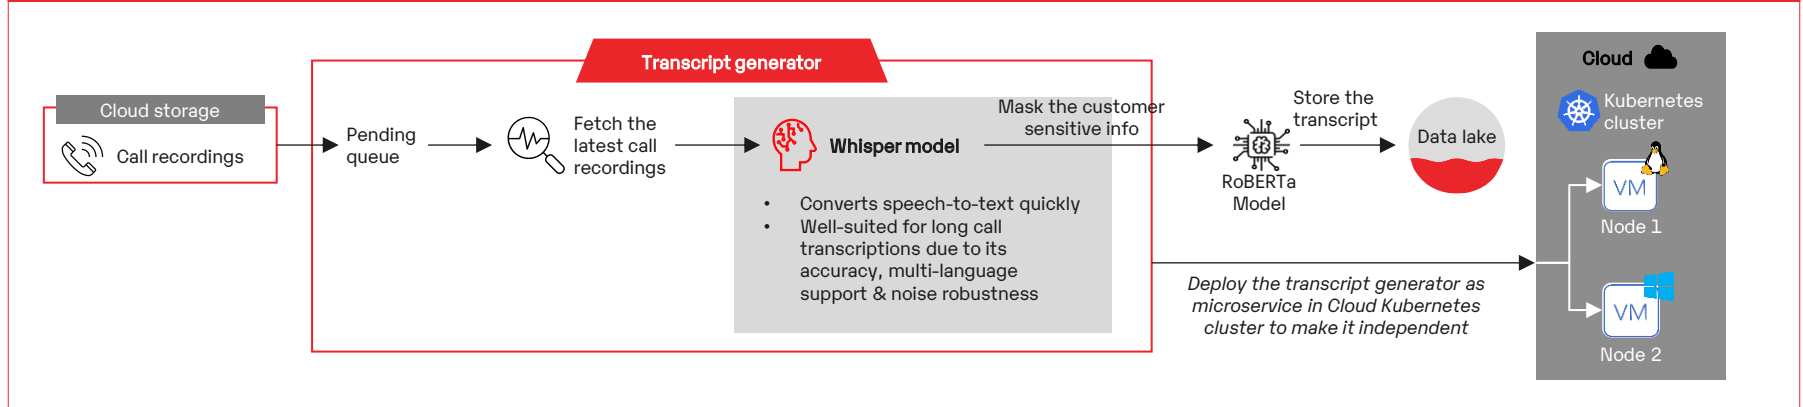 Transcript generator
Cloud storage
Call recordings
Pending
queue
Fetch the
latest call
recordings
Whisper model
• Converts speech-to-text quickly
• Well-suited for long call
transcriptions due to its
accuracy, multi-language
support & noise robustness
Mask the customer
sensitive info
RoBERTa
Model
Store the
transcript
Data lake
Deploy the transcript generator as
microservice in Cloud Kubernetes
cluster to make it independent
Cloud
Kubernetes
cluster
VM
Node 1
VM
Node 2